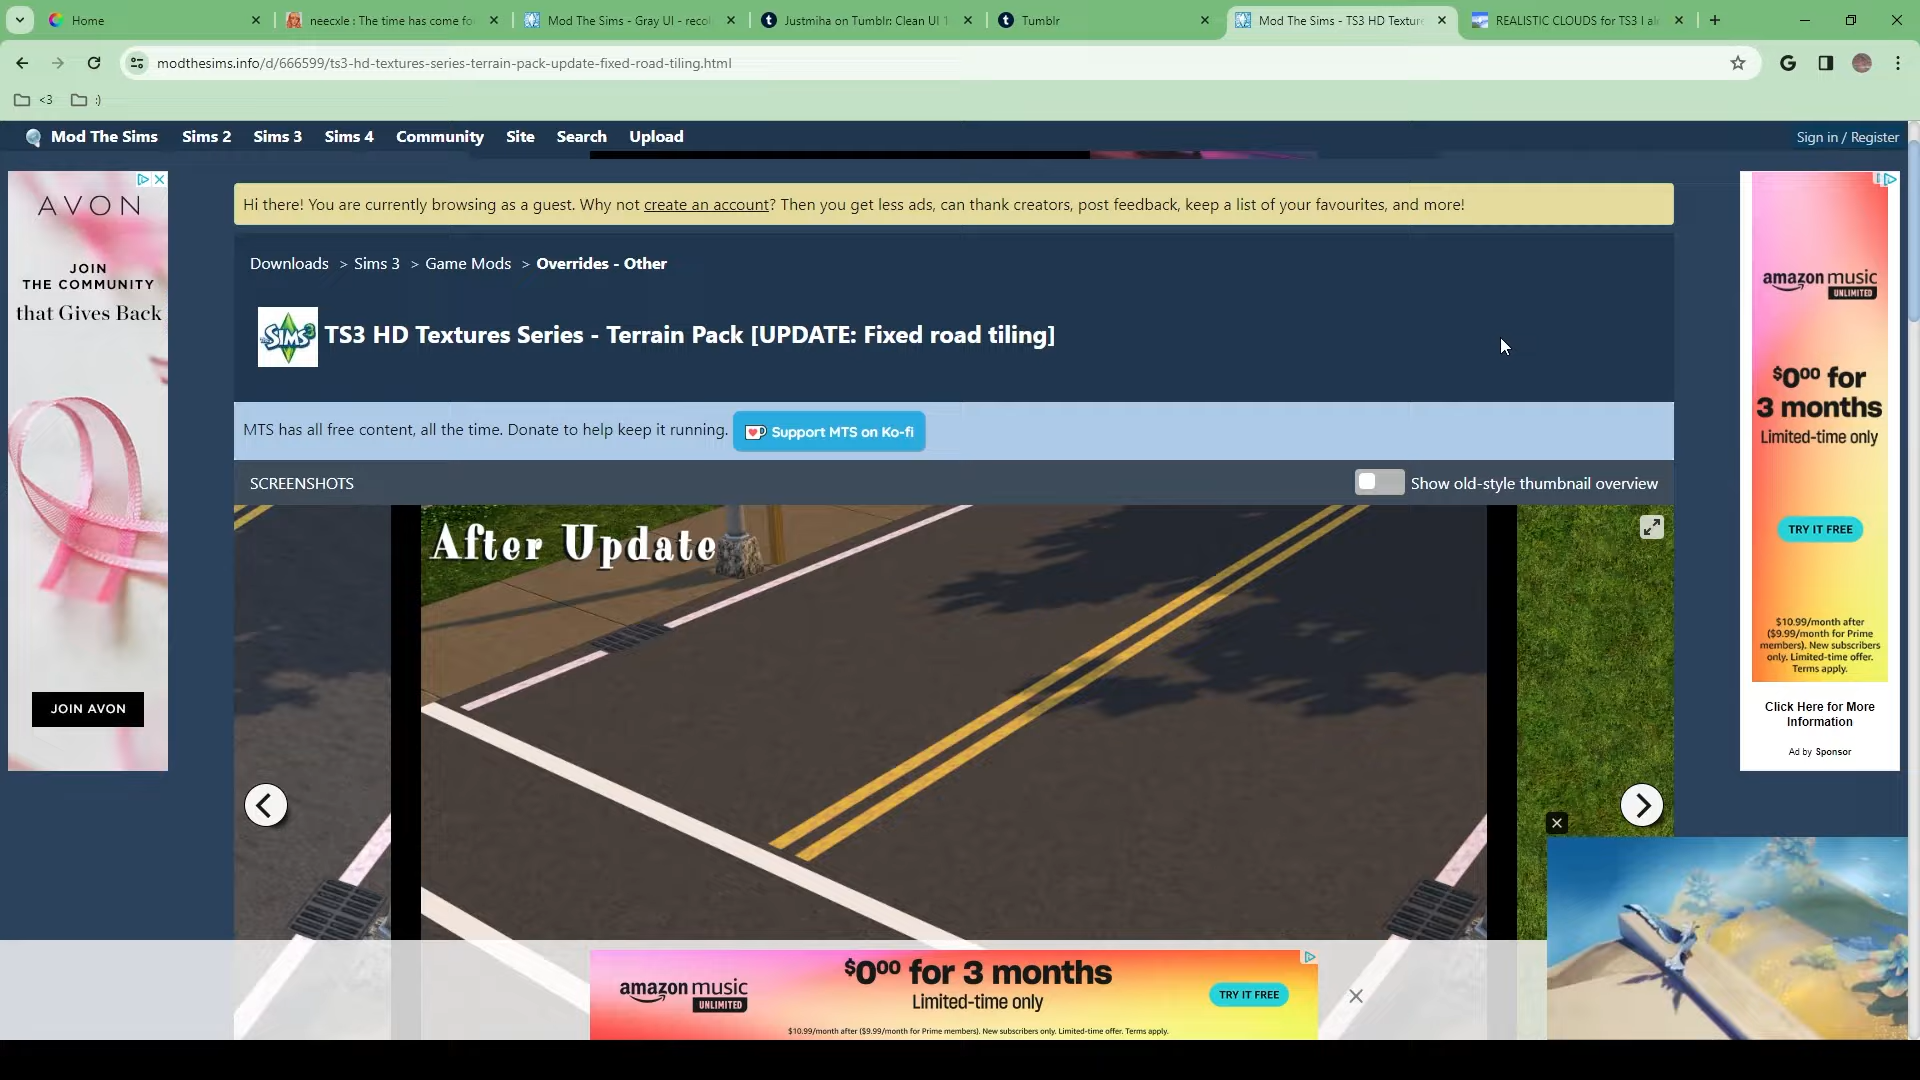 Home
neecxle : The time has come fo
Mod The Sims - Gray UI - reco
Justmiha on Tumblr: Clean UI
Tumblr
Mod The Sims - TS3 HD Texture
REALISTIC CLOUDS for TS3 I al
modthesims.info/d/666599/ts3-hd-textures-series-terrain-pack-update-fixed-road-tiling.html
<3
:)
Mod The Sims
Sims 2
Sims 3
Sims 4
Community
Site
Search
Upload
Sign in / Register
Hi there! You are currently browsing as a guest. Why not create an account? Then you get less ads, can thank creators, post feedback, keep a list of your favourites, and more!
Downloads > Sims 3 > Game Mods > Overrides - Other
The SIMS 3
TS3 HD Textures Series - Terrain Pack [UPDATE: Fixed road tiling]
MTS has all free content, all the time. Donate to help keep it running.
Support MTS on Ko-fi
SCREENSHOTS
Show old-style thumbnail overview
After Update
AVON
JOIN
THE COMMUNITY
that Gives Back
JOIN AVON
amazon music
UNLIMITED
$000 for
3 months
Limited-time only
TRY IT FREE
$10.99/month after
($9.99/month for Prime
members). New subscribers
only. Limited-time offer.
Terms apply.
Click Here for More
Information
Ad by Sponsor
amazon music
UNLIMITED
$000 for 3 months
Limited-time only
TRY IT FREE
$10.99/month after ($9.99/month for Prime members). New subscribers only. Limited-time offer. Terms apply.